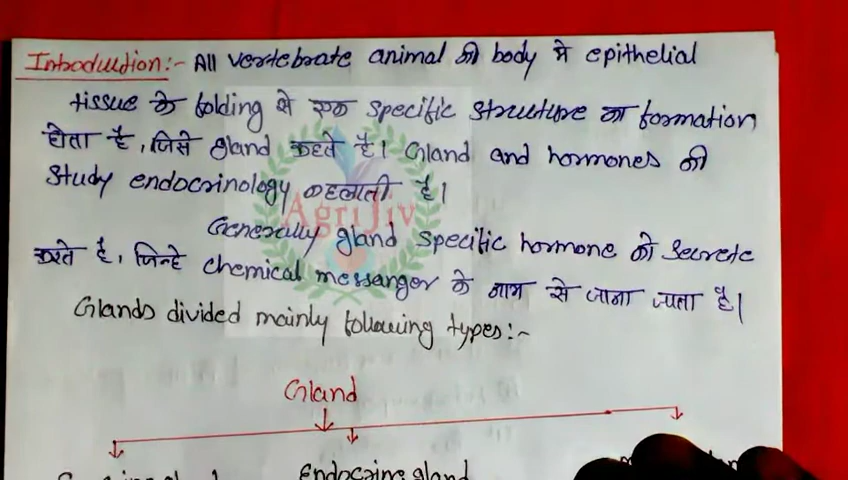 Introduction:- All vertebrate animal की body मे epithelial
tissue के folding से एक specific structure का formation
होता है, जिसे gland कहते है। Gland and hormones की
study endocrinology कहलाती है।
AgriJiv
Generally gland specific hormone को secrete
करते है, जिन्हे chemical messanger के नाम से जाना जाता है।
Glands divided mainly following types:-
Gland
Endocrine gland